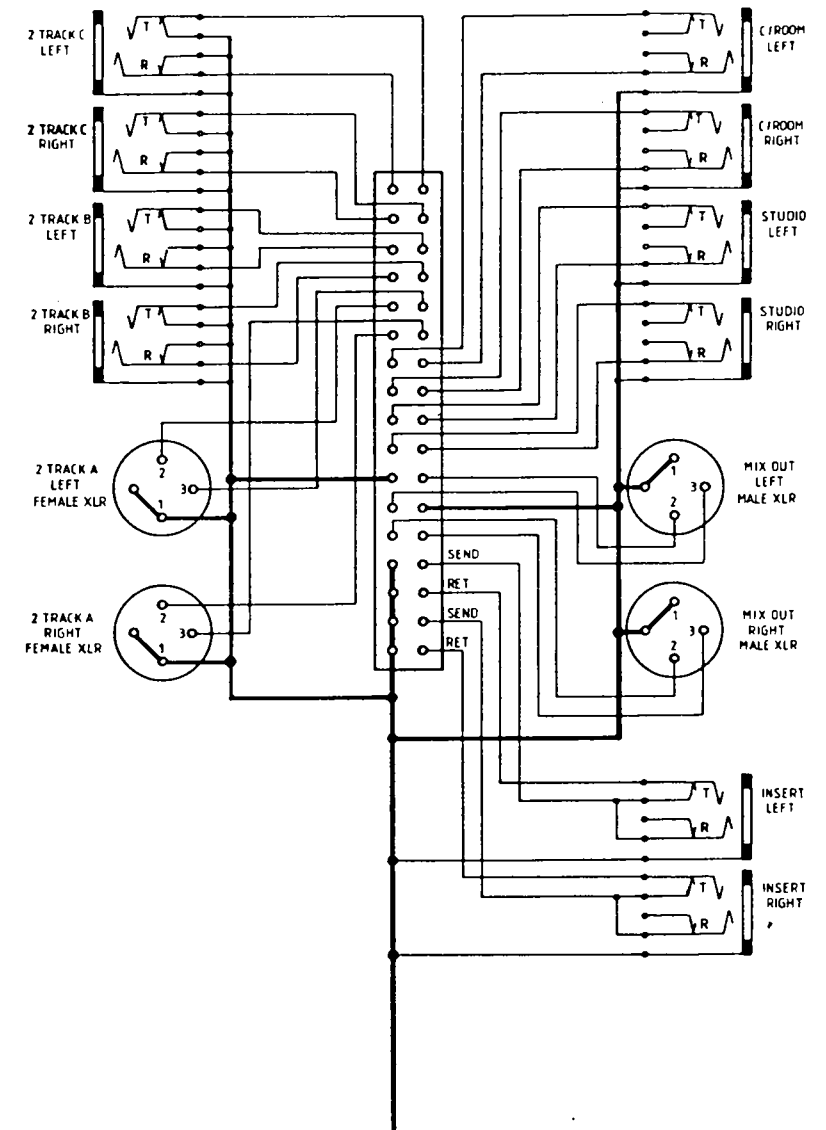 2 TRACK C
LEFT
T
R
2 TRACK C
RIGHT
T
R
2 TRACK B
LEFT
T
R
2 TRACK B
RIGHT
T
R
2 TRACK A
LEFT
FEMALE XLR
2
3
1
2 TRACK A
RIGHT
FEMALE XLR
2
3
1
SEND
RET
SEND
RET
T
R
C/ROOM
LEFT
T
R
C/ROOM
RIGHT
T
R
STUDIO
LEFT
T
R
STUDIO
RIGHT
1
2
3
MIX OUT
LEFT
MALE XLR
1
2
3
MIX OUT
RIGHT
MALE XLR
T
R
INSERT
LEFT
T
R
INSERT
RIGHT